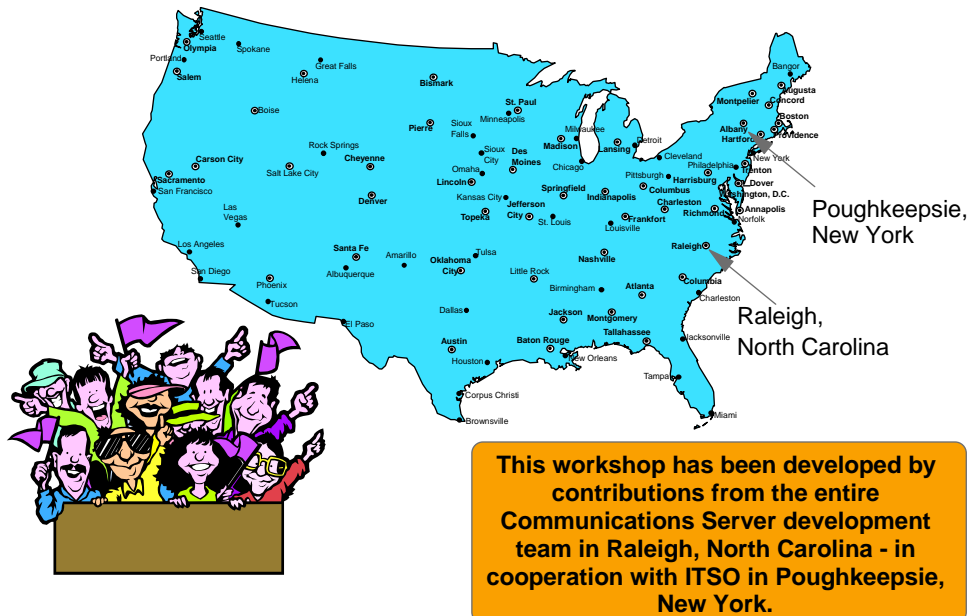 Seattle
Olympia
Spokane
Portland
Salem
Great Falls
Helena
Bismark
Bangor
Augusta
Montpelier
Concord
Boise
St. Paul
Minneapolis
Pierre
Sioux
Falls
Milwaukee
Madison
Lansing
Detroit
Albany
Boston
Hartford
Providence
New York
Rock Springs
Sioux
City
Des
Moines
Chicago
Cleveland
Philadelphia
Trenton
Carson City
Sacramento
San Francisco
Salt Lake City
Cheyenne
Omaha
Lincoln
Pittsburgh
Harrisburg
Columbus
Dover
Washington, D.C.
Denver
Kansas City
Springfield
Indianapolis
Charleston
Annapolis
Las
Vegas
Topeka
Jefferson
City
St. Louis
Louisville
Frankfort
Richmond
Norfolk
Los Angeles
San Diego
Santa Fe
Albuquerque
Amarillo
Oklahoma
City
Tulsa
Nashville
Raleigh
Phoenix
Tucson
Little Rock
Birmingham
Atlanta
Columbia
Charleston
El Paso
Dallas
Jackson
Montgomery
Austin
Baton Rouge
Tallahassee
Jacksonville
Houston
New Orleans
Tampa
Corpus Christi
Brownsville
Miami
Poughkeepsie,
New York
Raleigh,
North Carolina
This workshop has been developed by
contributions from the entire
Communications Server development
team in Raleigh, North Carolina - in
cooperation with ITSO in Poughkeepsie,
New York.